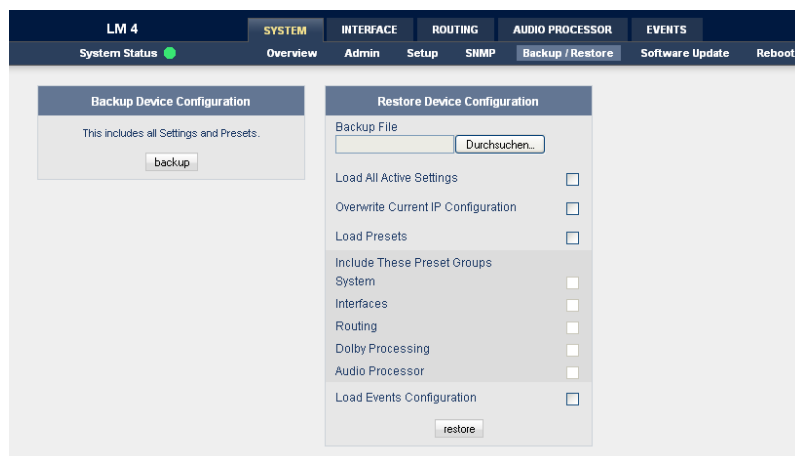 LM 4
SYSTEM INTERFACE ROUTING AUDIO PROCESSOR EVENTS
System Status Overview Admin Setup SNMP Backup / Restore Software Update Reboot
Backup Device Configuration
This includes all Settings and Presets.
backup
Restore Device Configuration
Backup File
Durchsuchen...
Load All Active Settings
Overwrite Current IP Configuration
Load Presets
Include These Preset Groups
System
Interfaces
Routing
Dolby Processing
Audio Processor
Load Events Configuration
restore